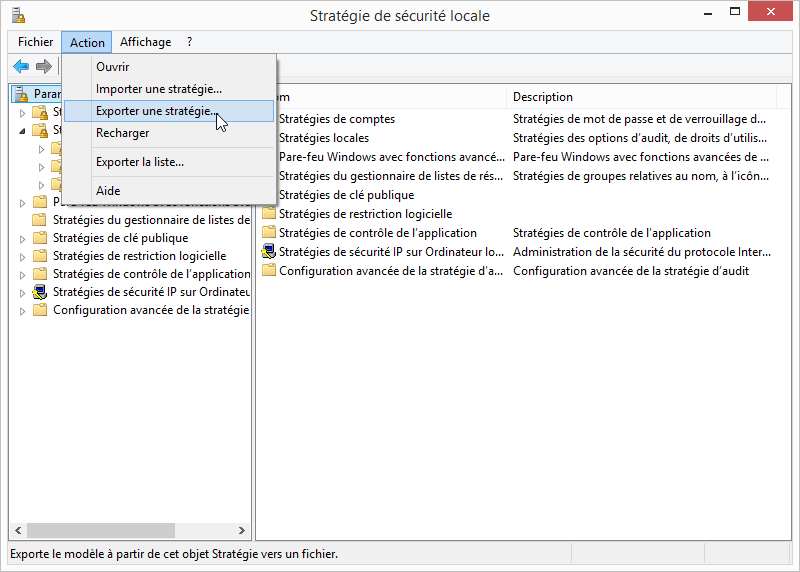 Stratégie de sécurité locale
Fichier Action Affichage ?
Ouvrir
Importer une stratégie...
Exporter une stratégie...
Recharger
Exporter la liste...
Aide
Param
Stratégies du gestionnaire de listes de
Stratégies de clé publique
Stratégies de restriction logicielle
Stratégies de contrôle de l'application
Stratégies de sécurité IP sur Ordinateu
Configuration avancée de la stratégie
Description
Stratégies de comptes Stratégies de mot de passe et de verrouillage d...
Stratégies locales Stratégies des options d'audit, de droits d'utilis...
Pare-feu Windows avec fonctions avancé... Pare-feu Windows avec fonctions avancées de ...
Stratégies du gestionnaire de listes de rés... Stratégies de groupes relatives au nom, à l'icôn...
Stratégies de clé publique
Stratégies de restriction logicielle
Stratégies de contrôle de l'application Stratégies de contrôle de l'application
Stratégies de sécurité IP sur Ordinateur lo... Administration de la sécurité du protocole Inter...
Configuration avancée de la stratégie d'a... Configuration avancée de la stratégie d'audit
Exporte le modèle à partir de cet objet Stratégie vers un fichier.